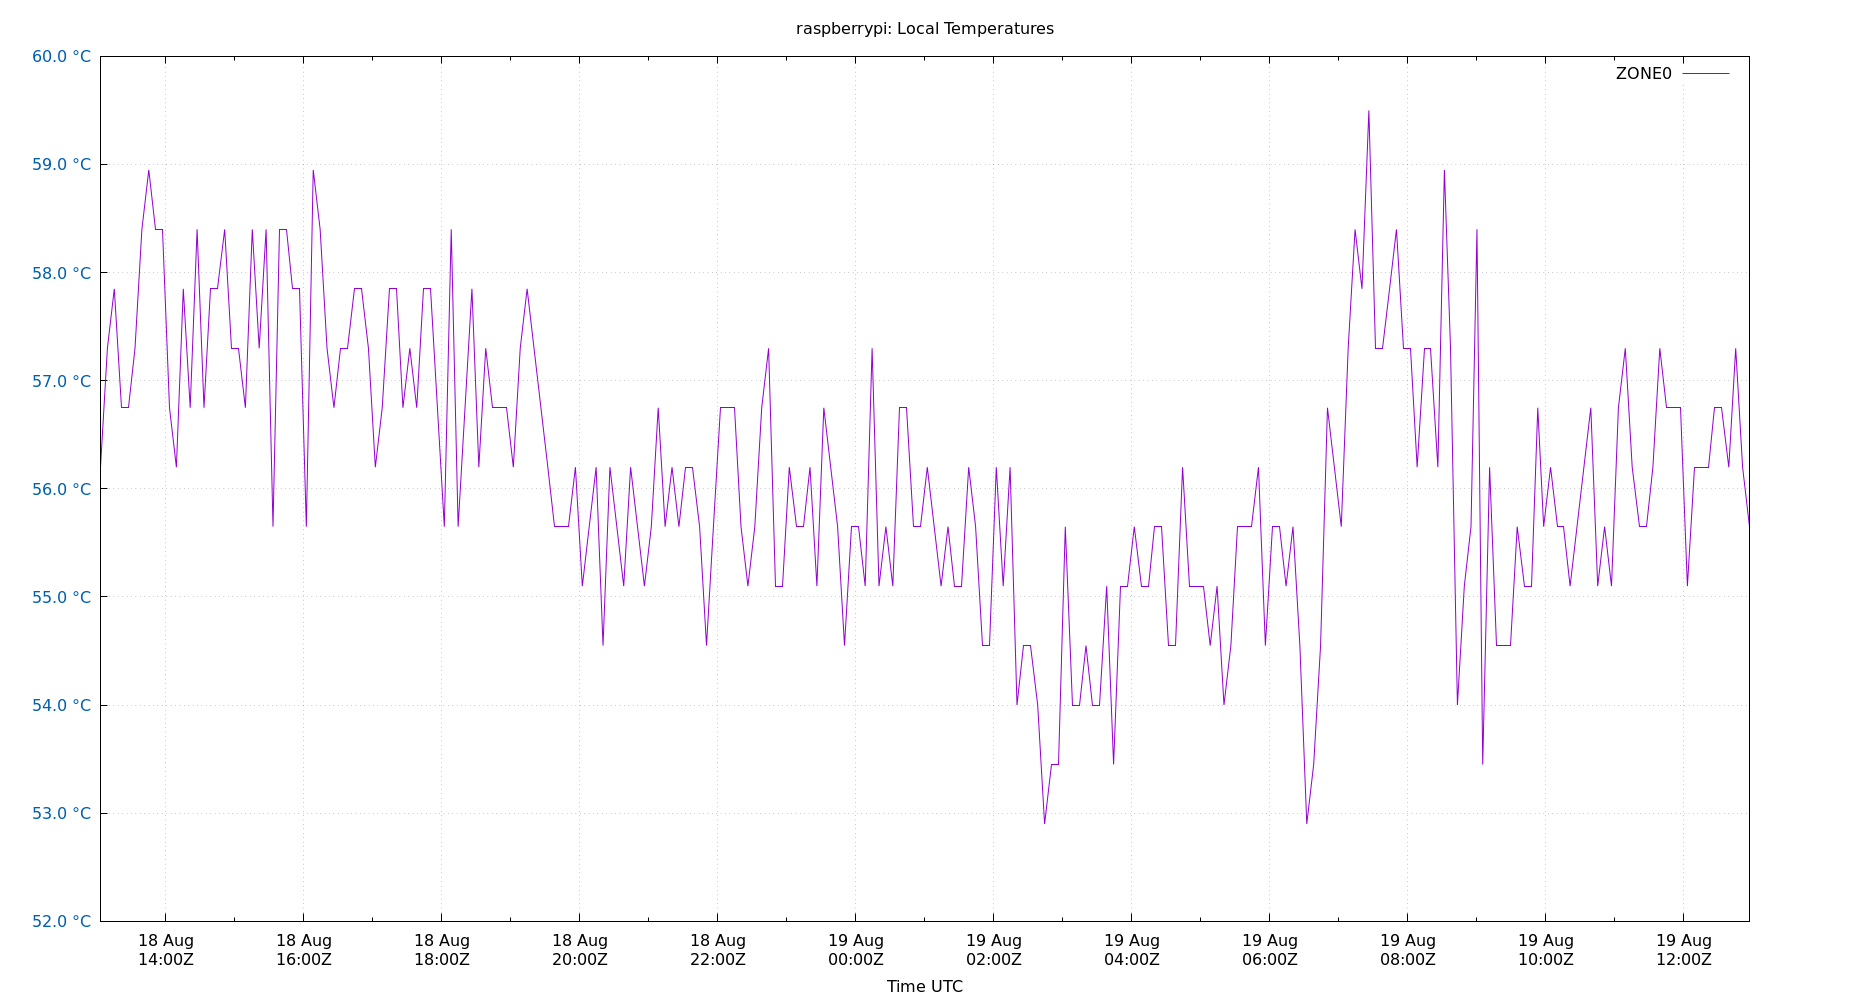 raspberrypi: Local Temperatures
ZONE0
60.0 °C
59.0 °C
58.0 °C
57.0 °C
56.0 °C
55.0 °C
54.0 °C
53.0 °C
52.0 °C
18 Aug 18 Aug 18 Aug 18 Aug 18 Aug 19 Aug 19 Aug 19 Aug 19 Aug 19 Aug 19 Aug 19 Aug
14:00Z 16:00Z 18:00Z 20:00Z 22:00Z 00:00Z 02:00Z 04:00Z 06:00Z 08:00Z 10:00Z 12:00Z
Time UTC